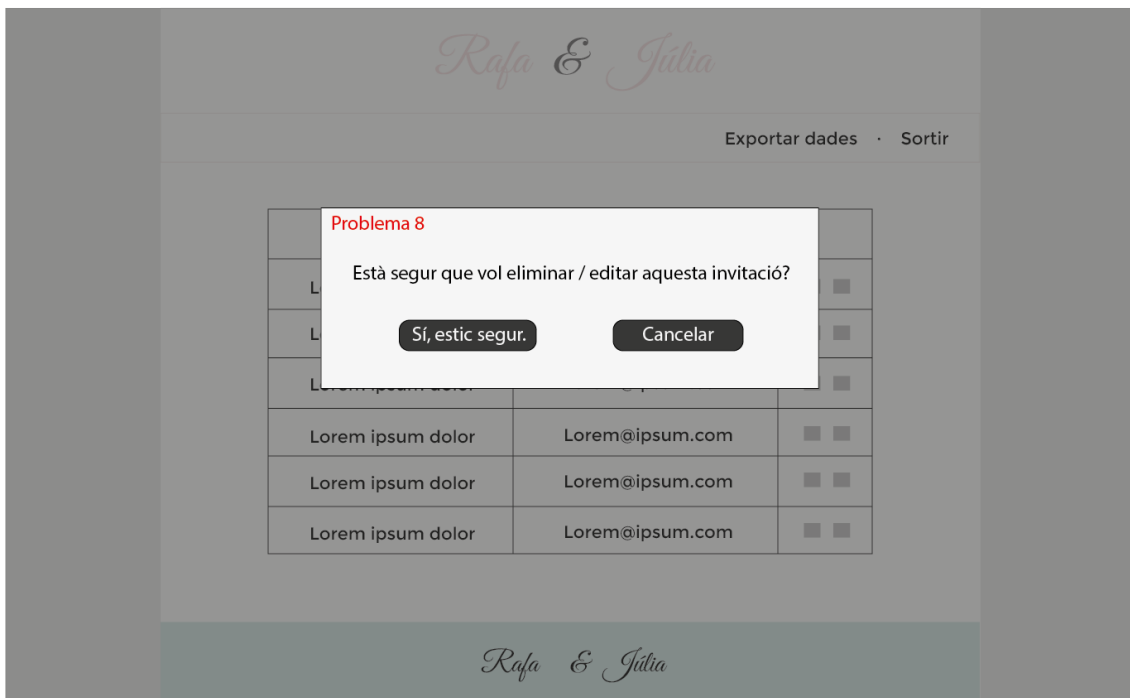 Rafa & Júlia
Exportar dades · Sortir
Problema 8
Està segur que vol eliminar / editar aquesta invitació?
Sí, estic segur. Cancelar
Lorem ipsum dolor Lorem@ipsum.com
Lorem ipsum dolor Lorem@ipsum.com
Lorem ipsum dolor Lorem@ipsum.com
Rafa & Júlia